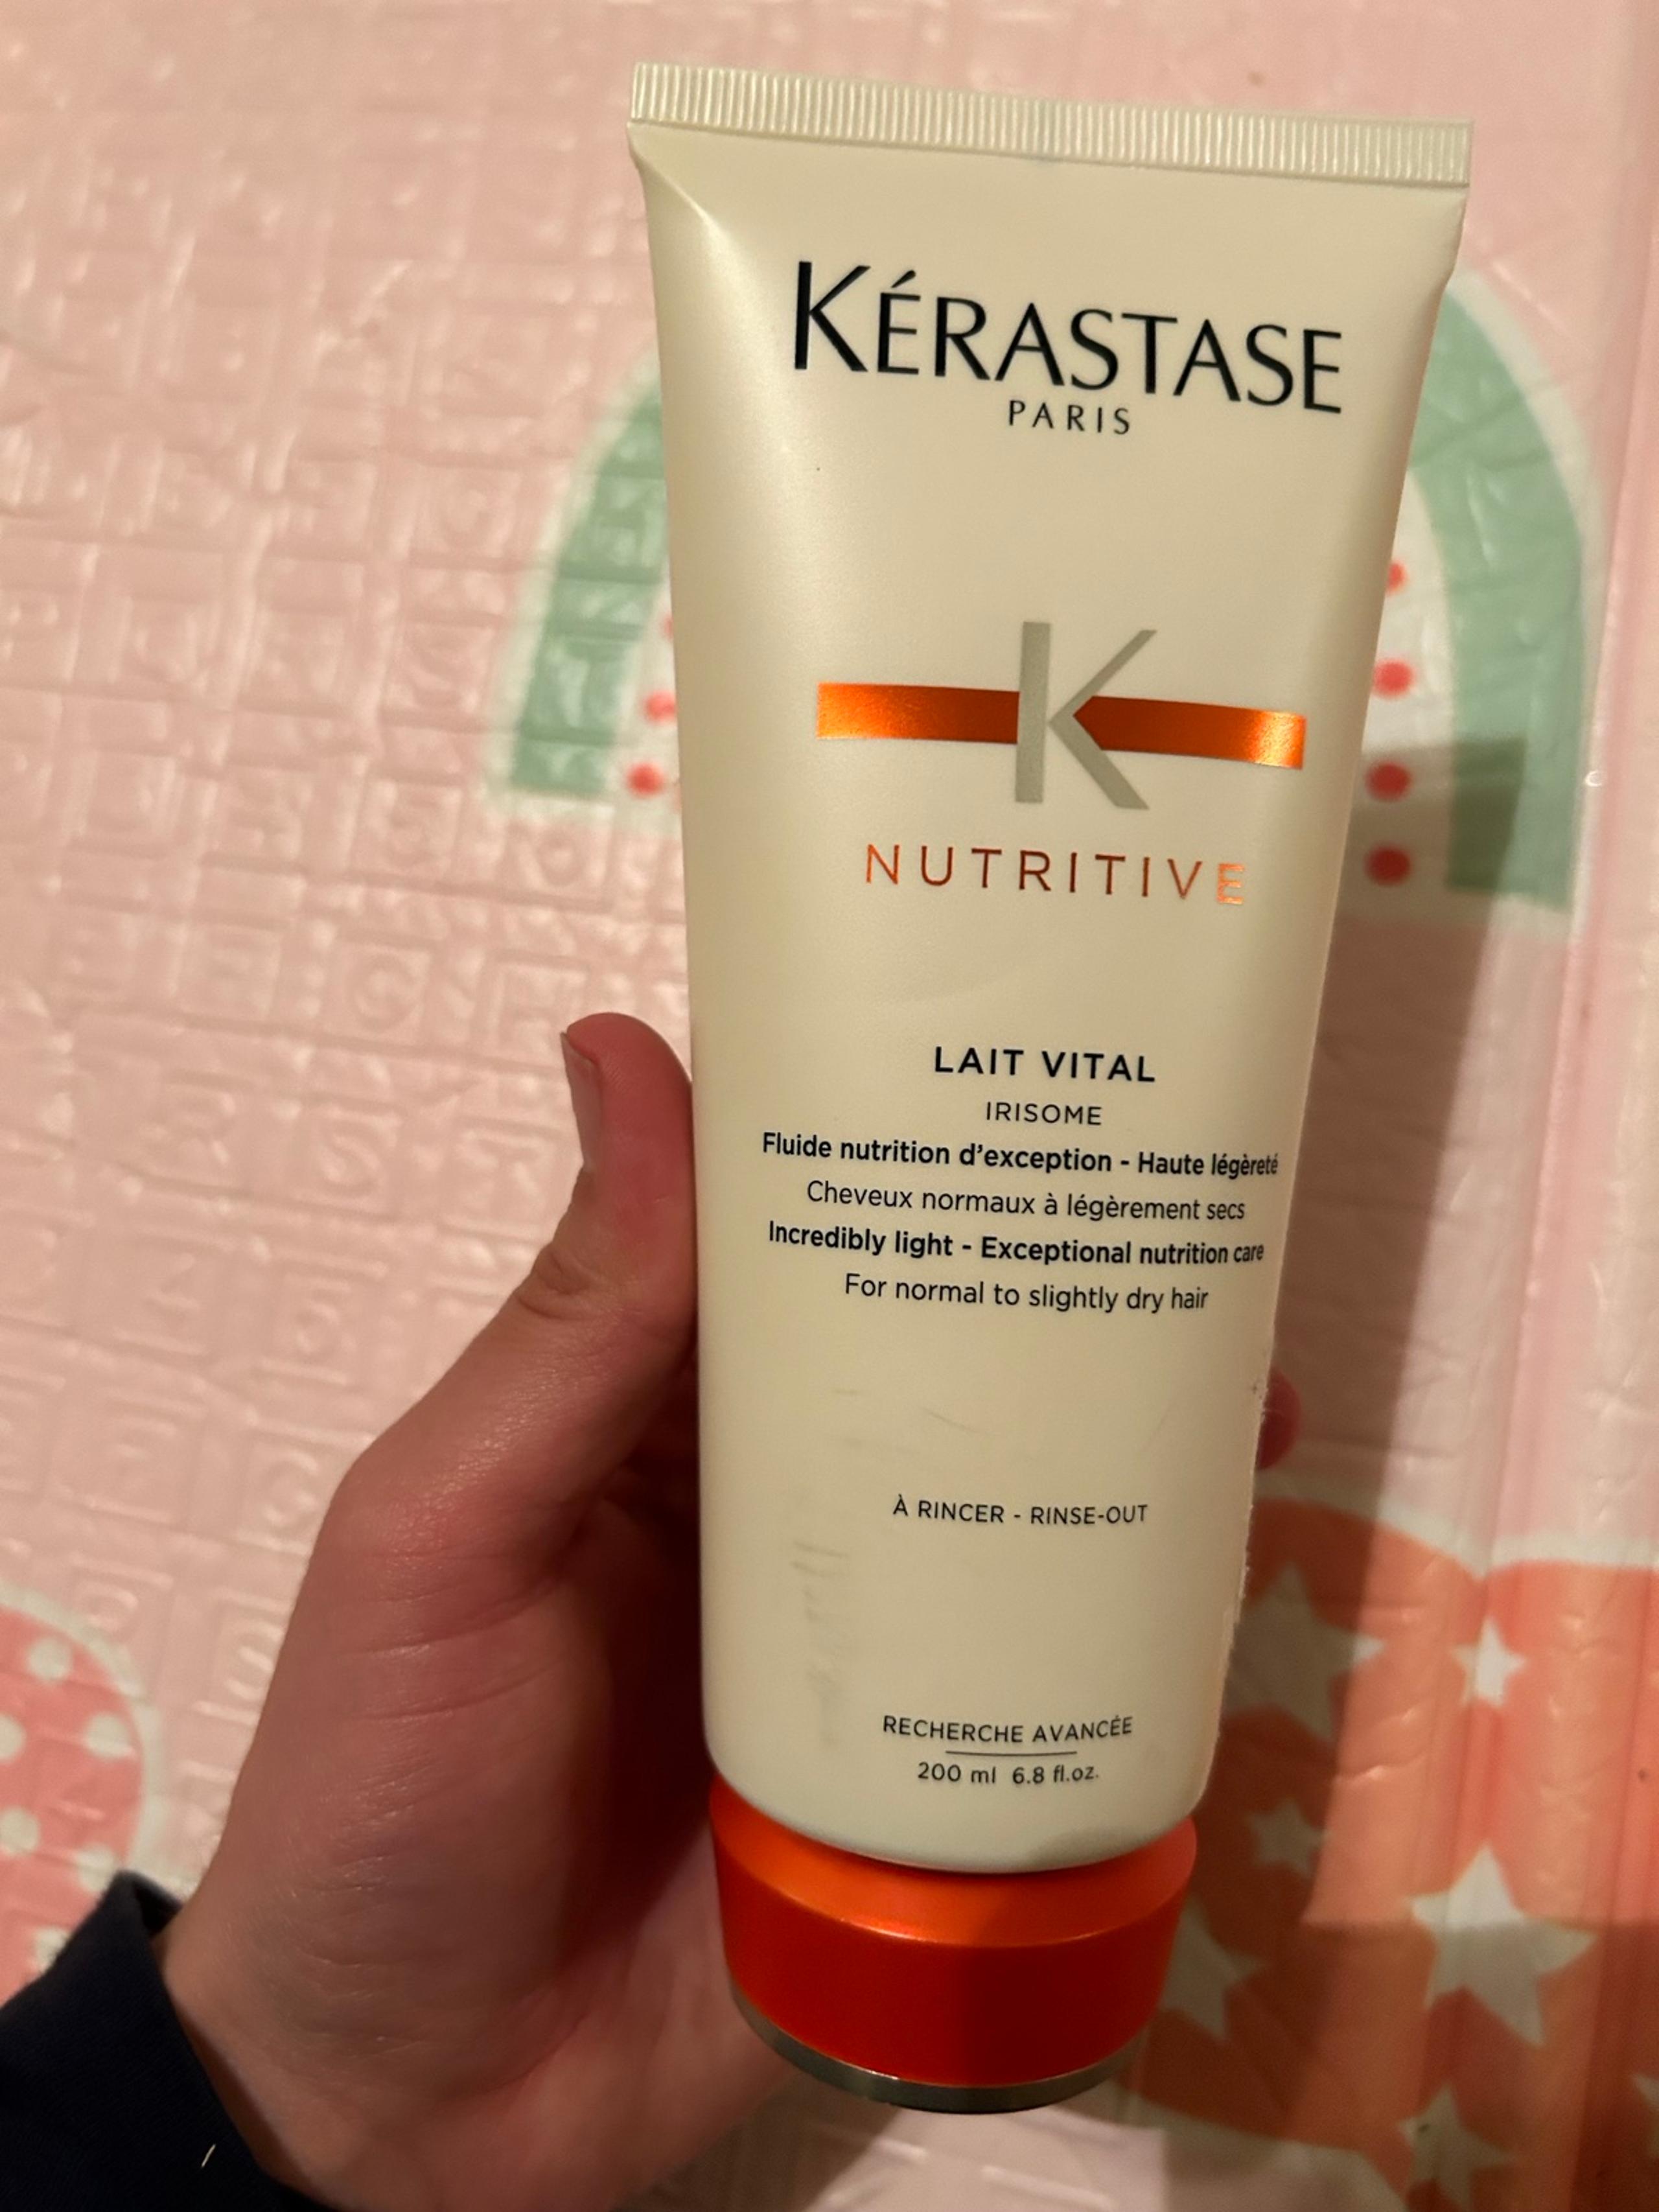 KÉRASTASE
PARIS
K
NUTRITIVE
LAIT VITAL
IRISOME
Fluide nutrition d'exception - Haute légèreté
Cheveux normaux à légèrement secs
Incredibly light - Exceptional nutrition care
For normal to slightly dry hair
À RINCER - RINSE-OUT
RECHERCHE AVANCÉE
200 ml 6.8 fl.oz.